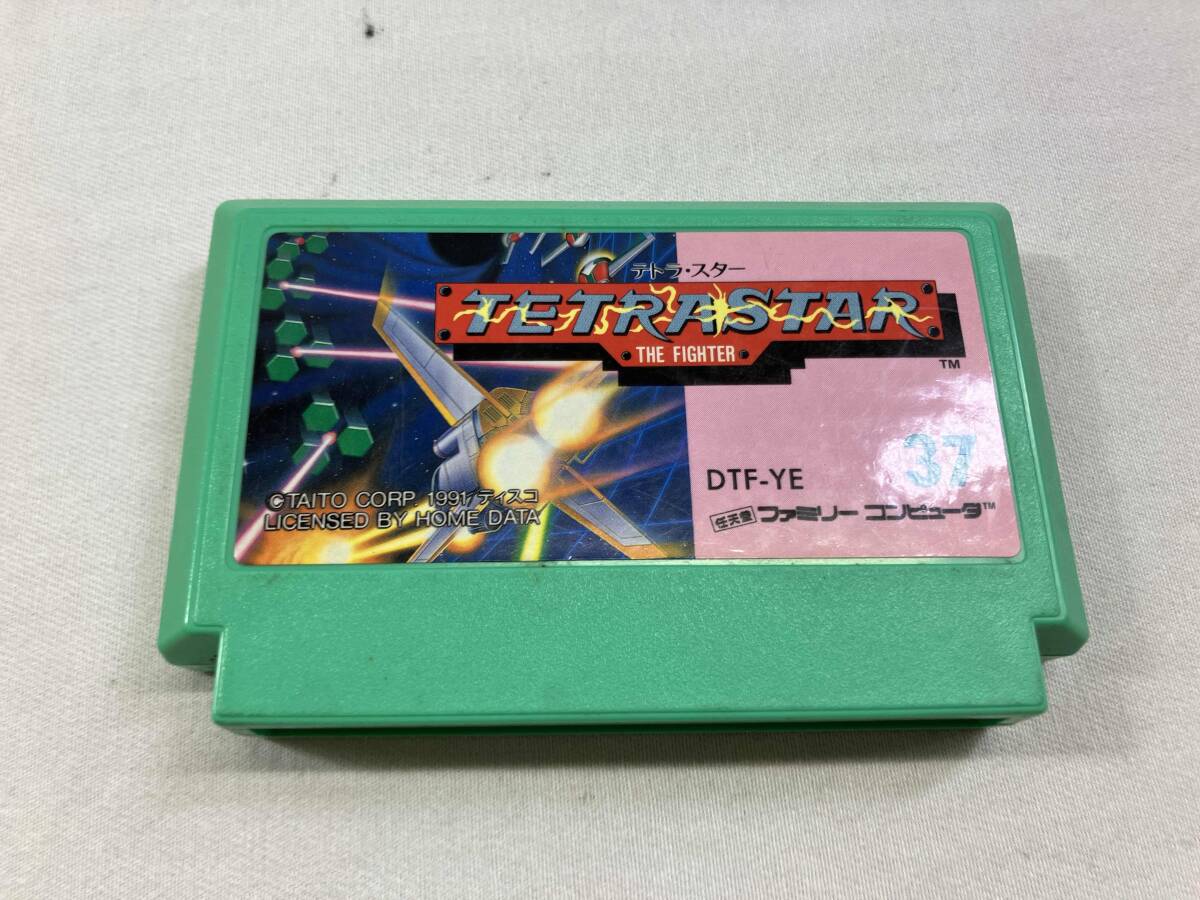 テトラ・スター
TETRASTAR
THE FIGHTER
TM
©TAITO CORP. 1991/ディスコ
LICENSED BY HOME DATA
DTF-YE
37
任天堂 ファミリー コンピュータ™